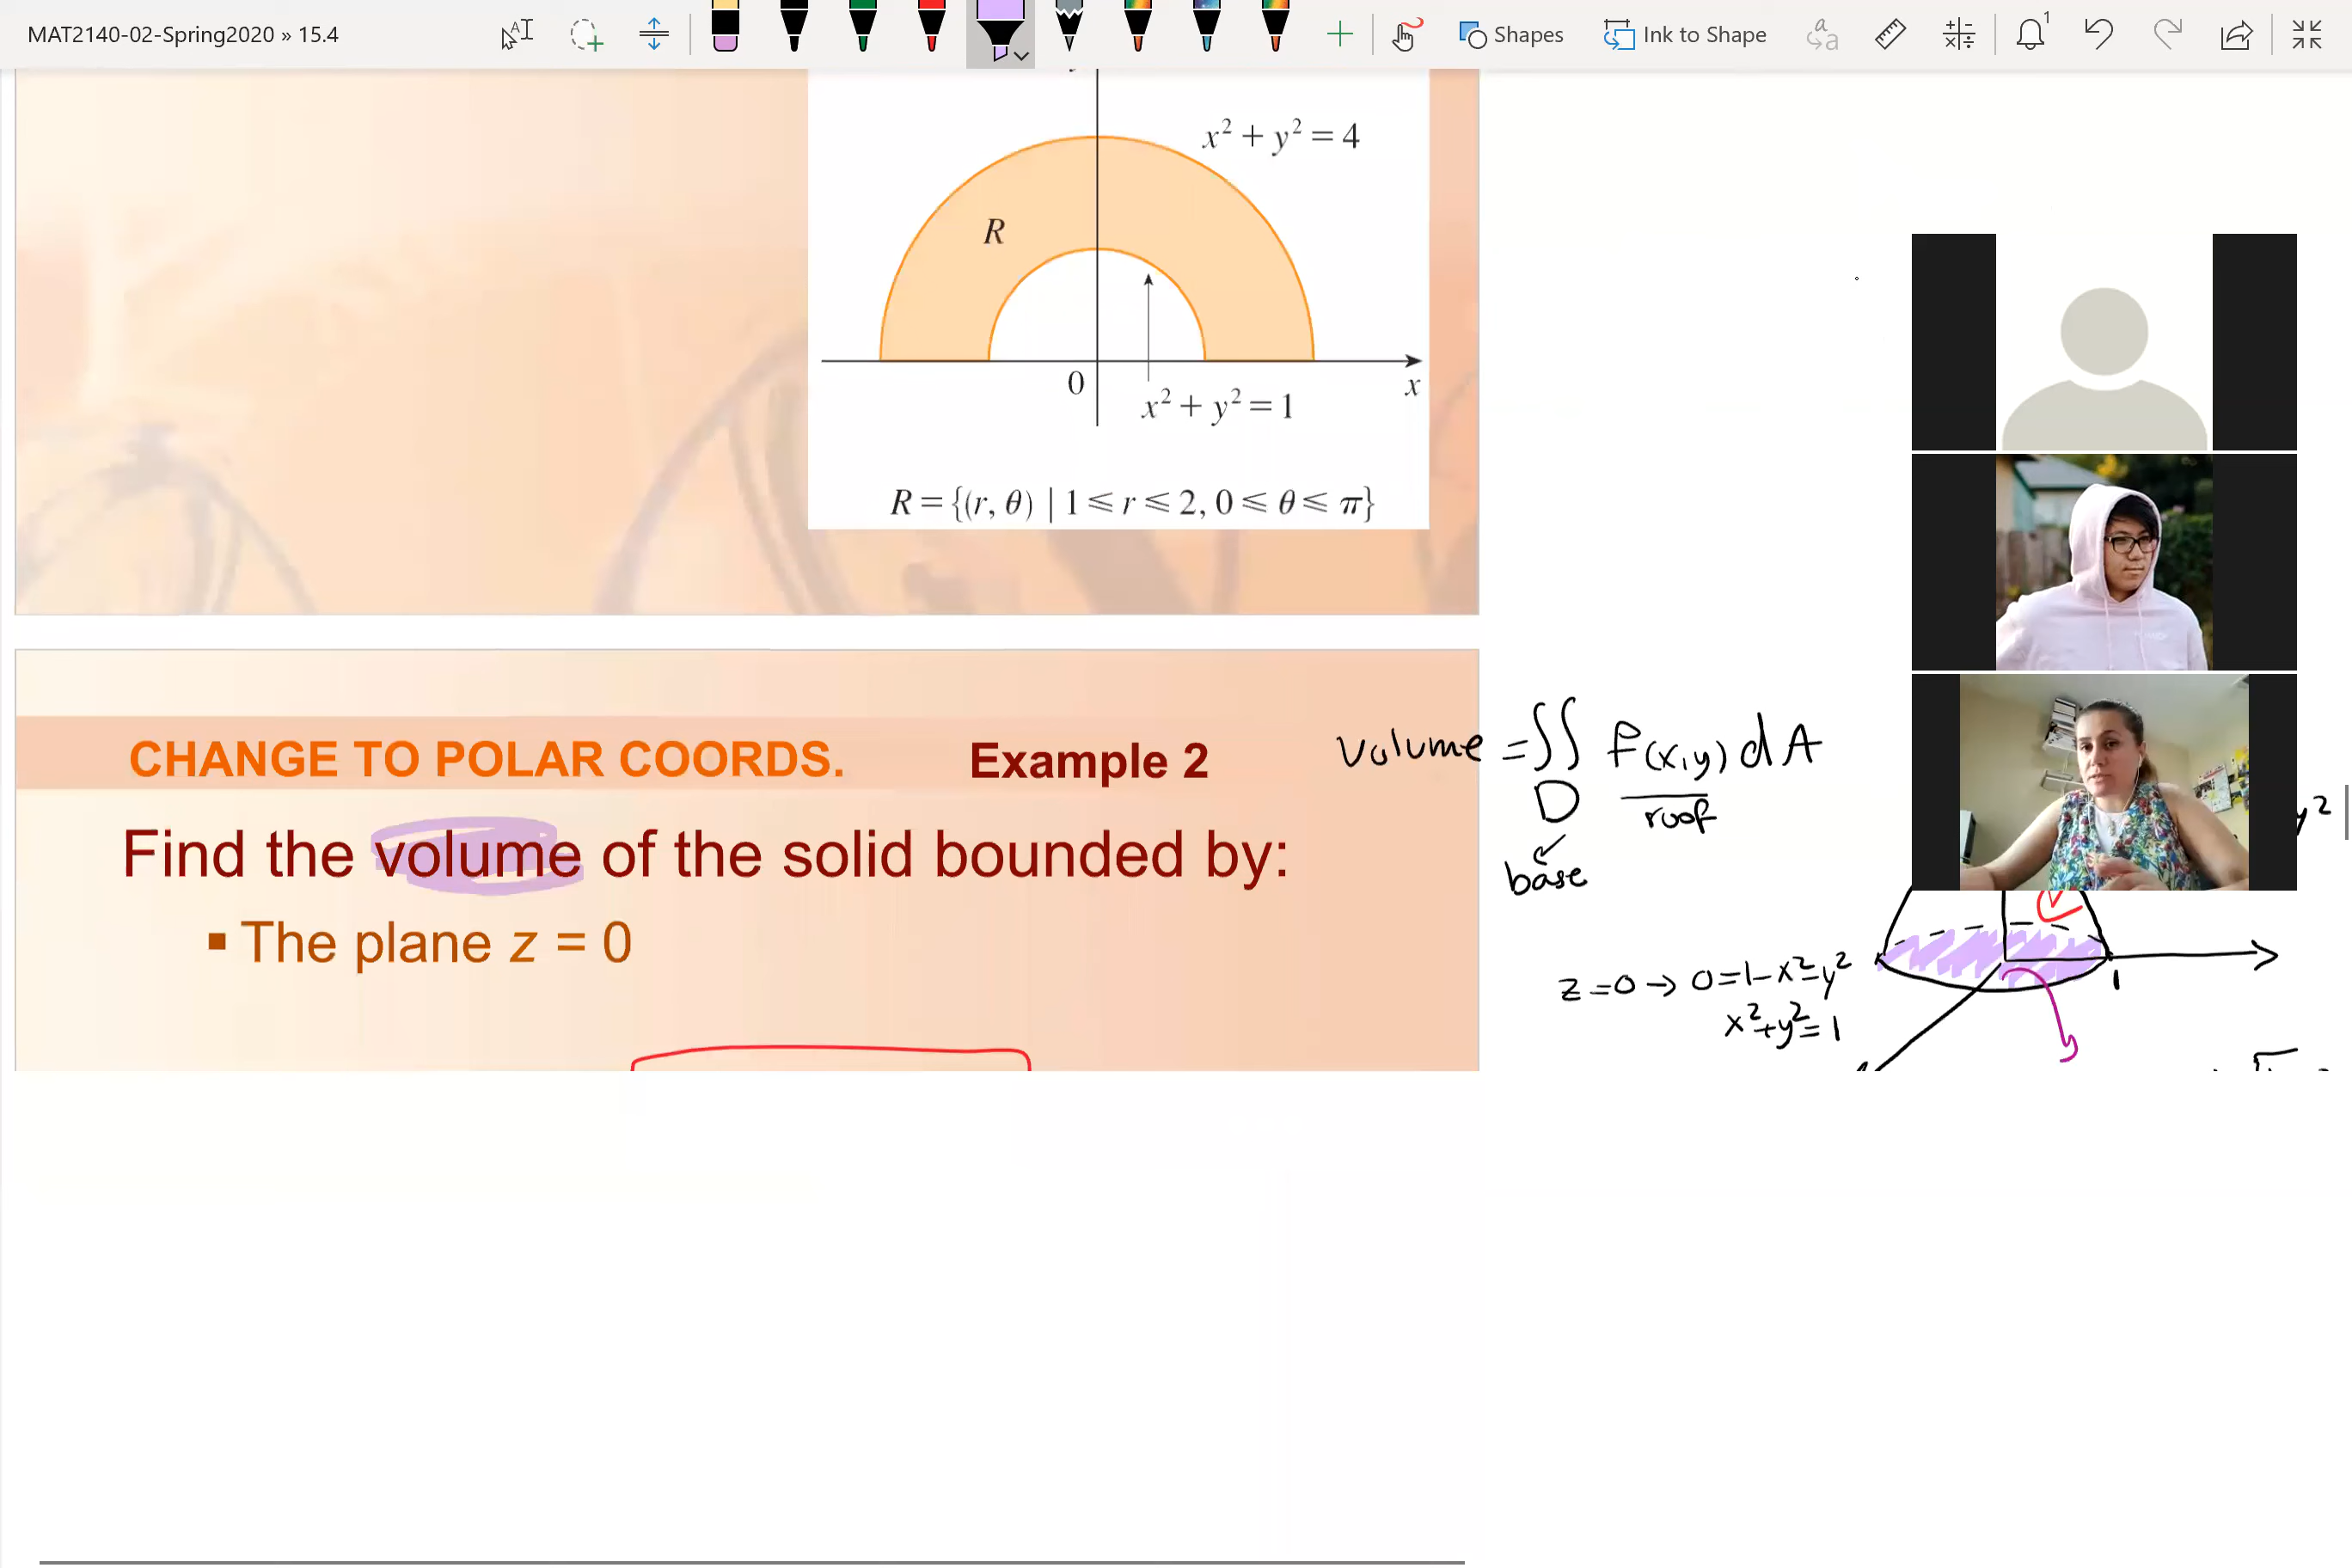 MAT2140-02-Spring2020 » 15.4
Shapes
Ink to Shape
1
x² + y² = 4
R
0
x
x² + y² = 1
R = {(r, θ) | 1 ⩽ r ⩽ 2, 0 ⩽ θ ⩽ π}
CHANGE TO POLAR COORDS. Example 2
Find the volume of the solid bounded by:
▪ The plane z = 0
Volume = ∬ f(x,y) dA
D roof
base
y²
z = 0 → 0 = 1 - x² - y²
x² + y² = 1
1